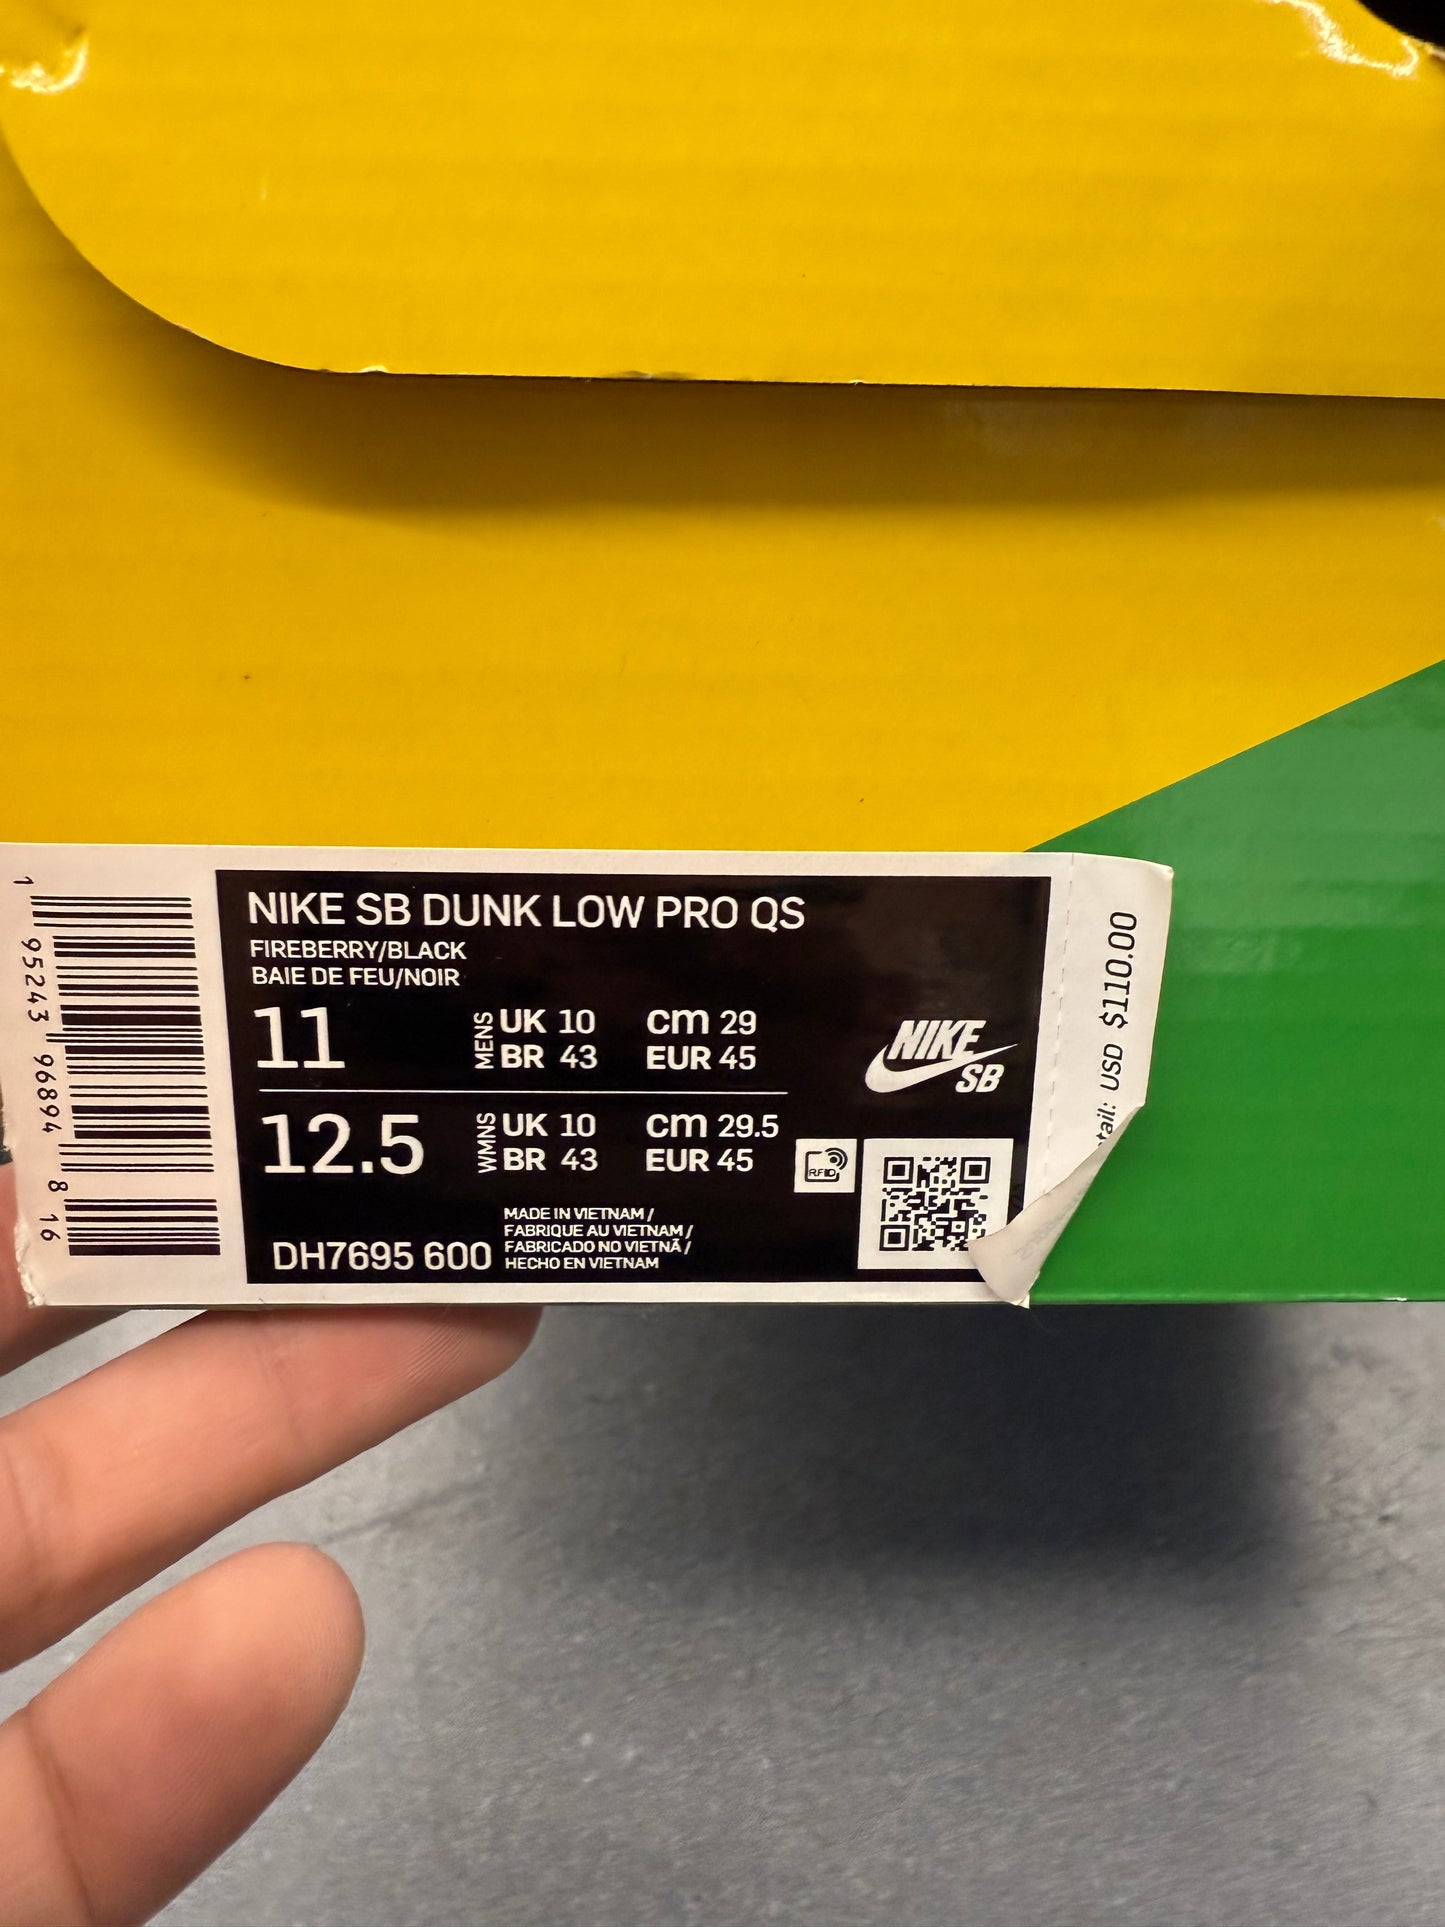 NIKE SB DUNK LOW PRO QS
FIREBERRY/BLACK
BAIE DE FEU/NOIR
11 MENS UK 10 cm 29
BR 43 EUR 45
12.5 WMNS UK 10 cm 29.5
BR 43 EUR 45
DH7695 600
MADE IN VIETNAM /
FABRIQUE AU VIETNAM /
FABRICADO NO VIETNÃ /
HECHO EN VIETNAM
NIKE
SB
RFID
USD $110.00
1 95243 96894 8 16